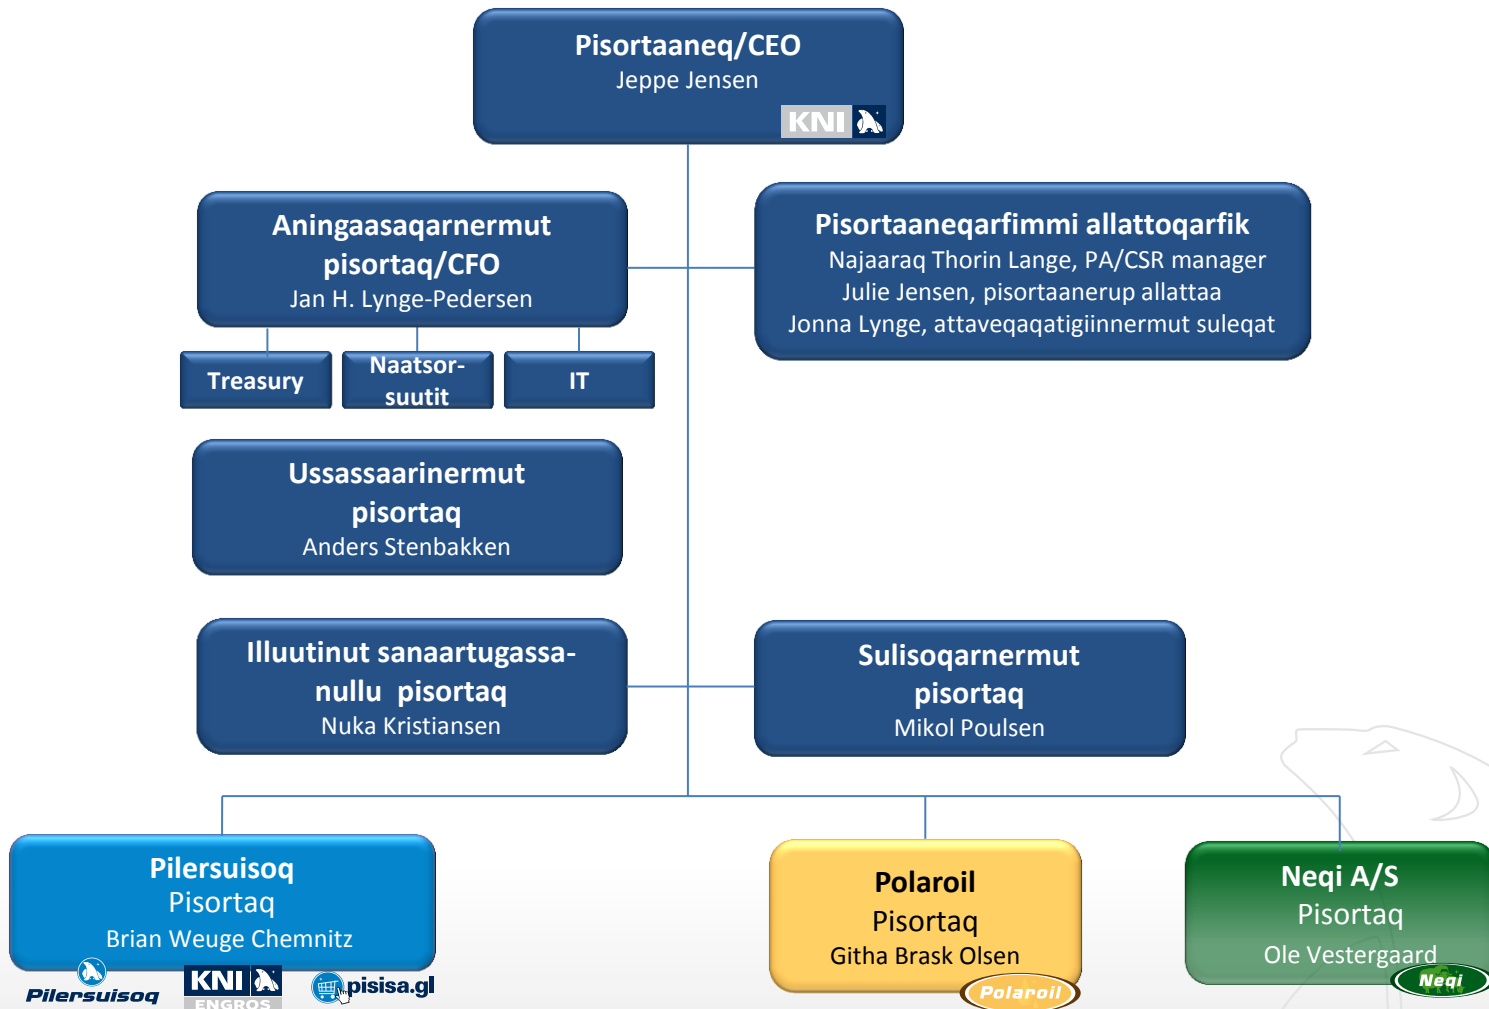 Pisortaaneq/CEO
Jeppe Jensen
KNI
Aningaasaqarnermut
pisortaq/CFO
Jan H. Lynge-Pedersen
Pisortaaneqarfimmi allattoqarfik
Najaaraq Thorin Lange, PA/CSR manager
Julie Jensen, pisortaanerup allattaa
Jonna Lynge, attaveqaqatigiinnermut suleqat
Treasury
Naatsor-
suutit
IT
Ussassaarinermut
pisortaq
Anders Stenbakken
Illuutinut sanaartugassa-
nullu pisortaq
Nuka Kristiansen
Sulisoqarnermut
pisortaq
Mikol Poulsen
Pilersuisoq
Pisortaq
Brian Weuge Chemnitz
Pilersuisoq
KNI
ENGROS
pisisa.gl
Polaroil
Pisortaq
Githa Brask Olsen
Polaroil
Neqi A/S
Pisortaq
Ole Vestergaard
Neqi